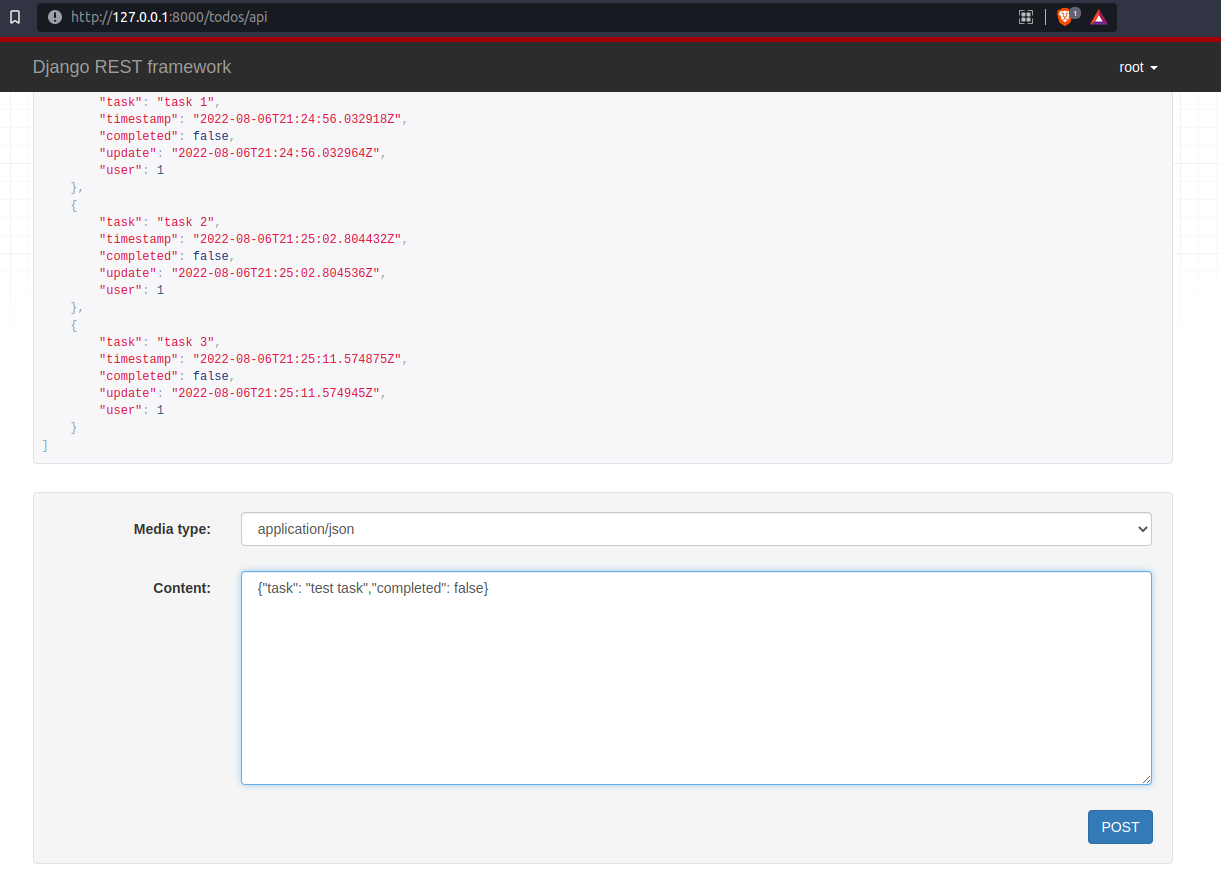 http://127.0.0.1:8000/todos/api
1
Django REST framework
root
"task": "task 1",
"timestamp": "2022-08-06T21:24:56.032918Z",
"completed": false,
"update": "2022-08-06T21:24:56.032964Z",
"user": 1
},
{
"task": "task 2",
"timestamp": "2022-08-06T21:25:02.804432Z",
"completed": false,
"update": "2022-08-06T21:25:02.804536Z",
"user": 1
},
{
"task": "task 3",
"timestamp": "2022-08-06T21:25:11.574875Z",
"completed": false,
"update": "2022-08-06T21:25:11.574945Z",
"user": 1
}
]
Media type:
application/json
Content:
{"task": "test task","completed": false}
POST